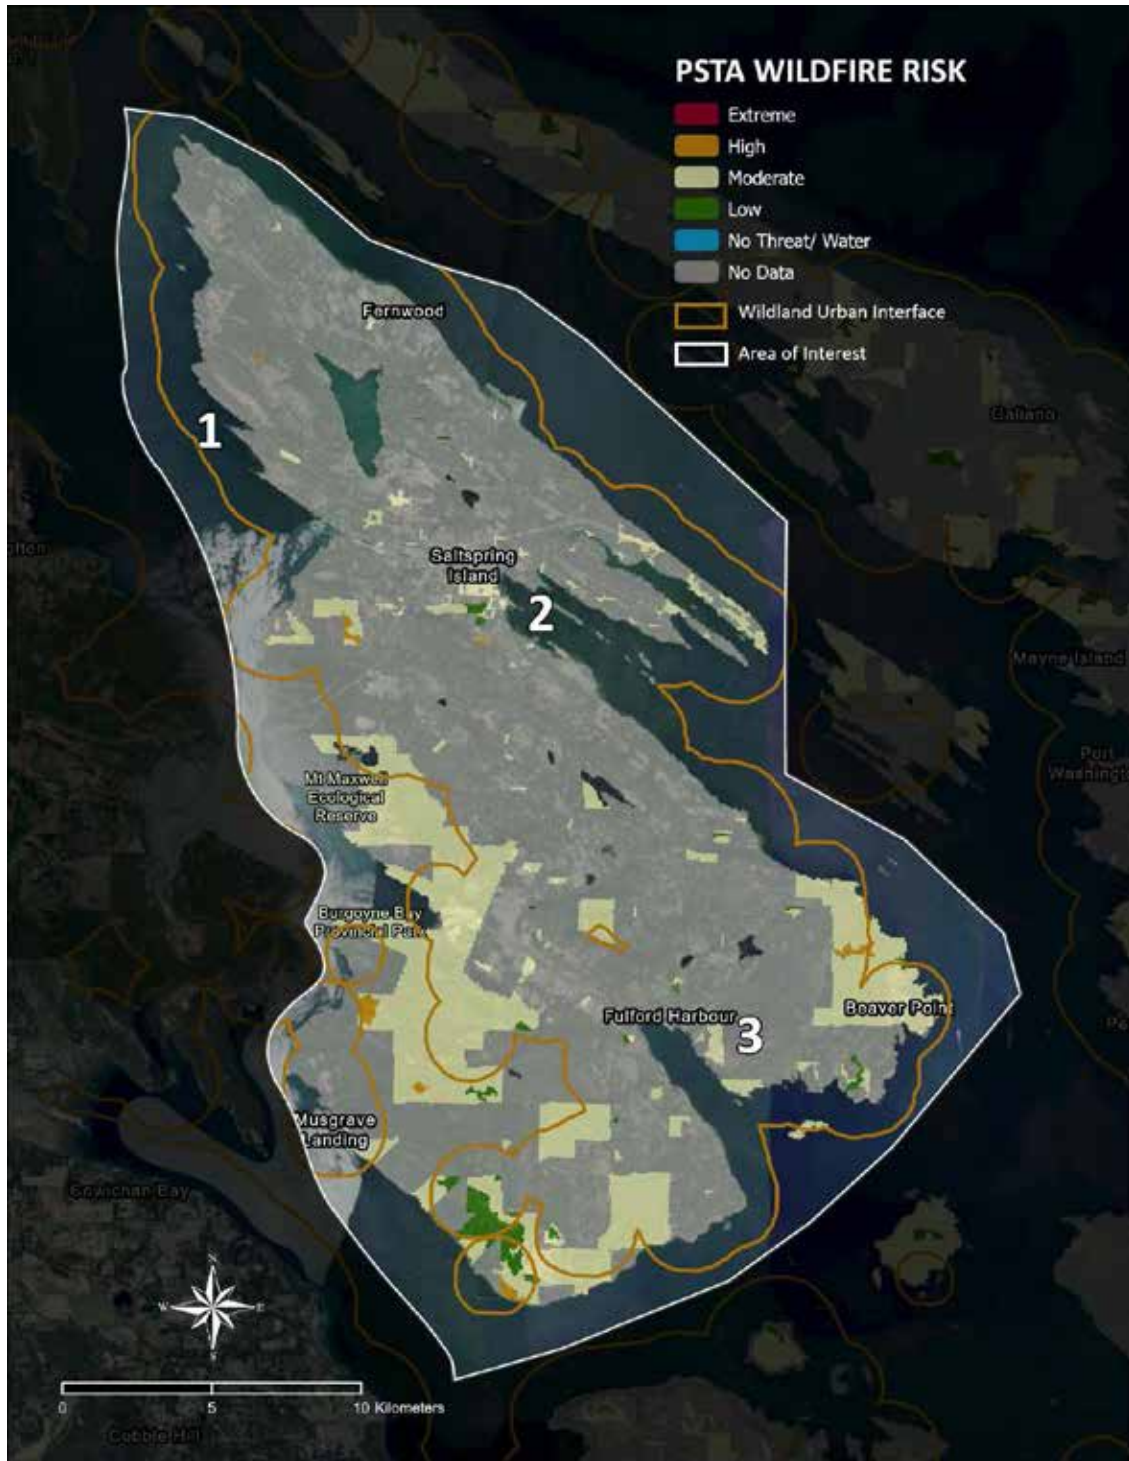 PSTA WILDFIRE RISK
Extreme
High
Moderate
Low
No Threat/ Water
No Data
Wildland Urban Interface
Area of Interest
Fernwood
Galiano
1
Saltspring
Island
2
Mayne Island
Port
Washingt
Mt Maxwell
Ecological
Reserve
Burgoyne Bay
Provincial Park
Beaver Point
Fulford Harbour
3
Musgrave
Landing
Cowichan Bay
N
W
E
S
0
5
10 Kilometers
Cobble Hill